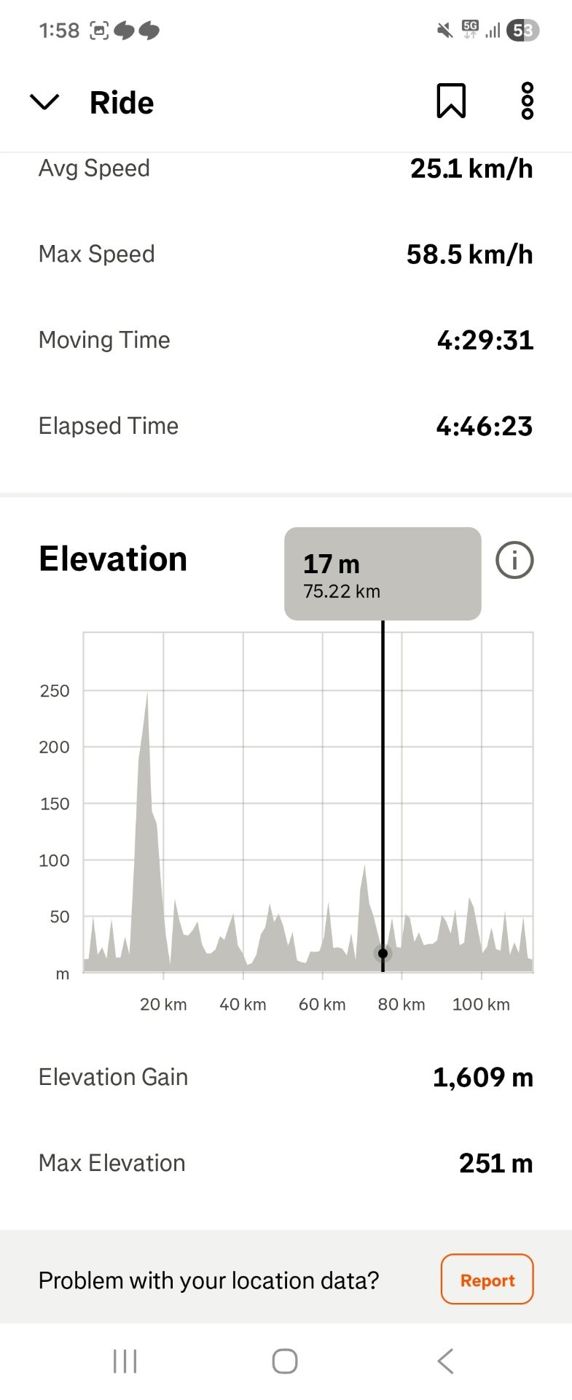 1:58
5G
53
Ride
Avg Speed 25.1 km/h
Max Speed 58.5 km/h
Moving Time 4:29:31
Elapsed Time 4:46:23
Elevation
17 m
75.22 km
250
200
150
100
50
m
20 km 40 km 60 km 80 km 100 km
Elevation Gain 1,609 m
Max Elevation 251 m
Problem with your location data? Report